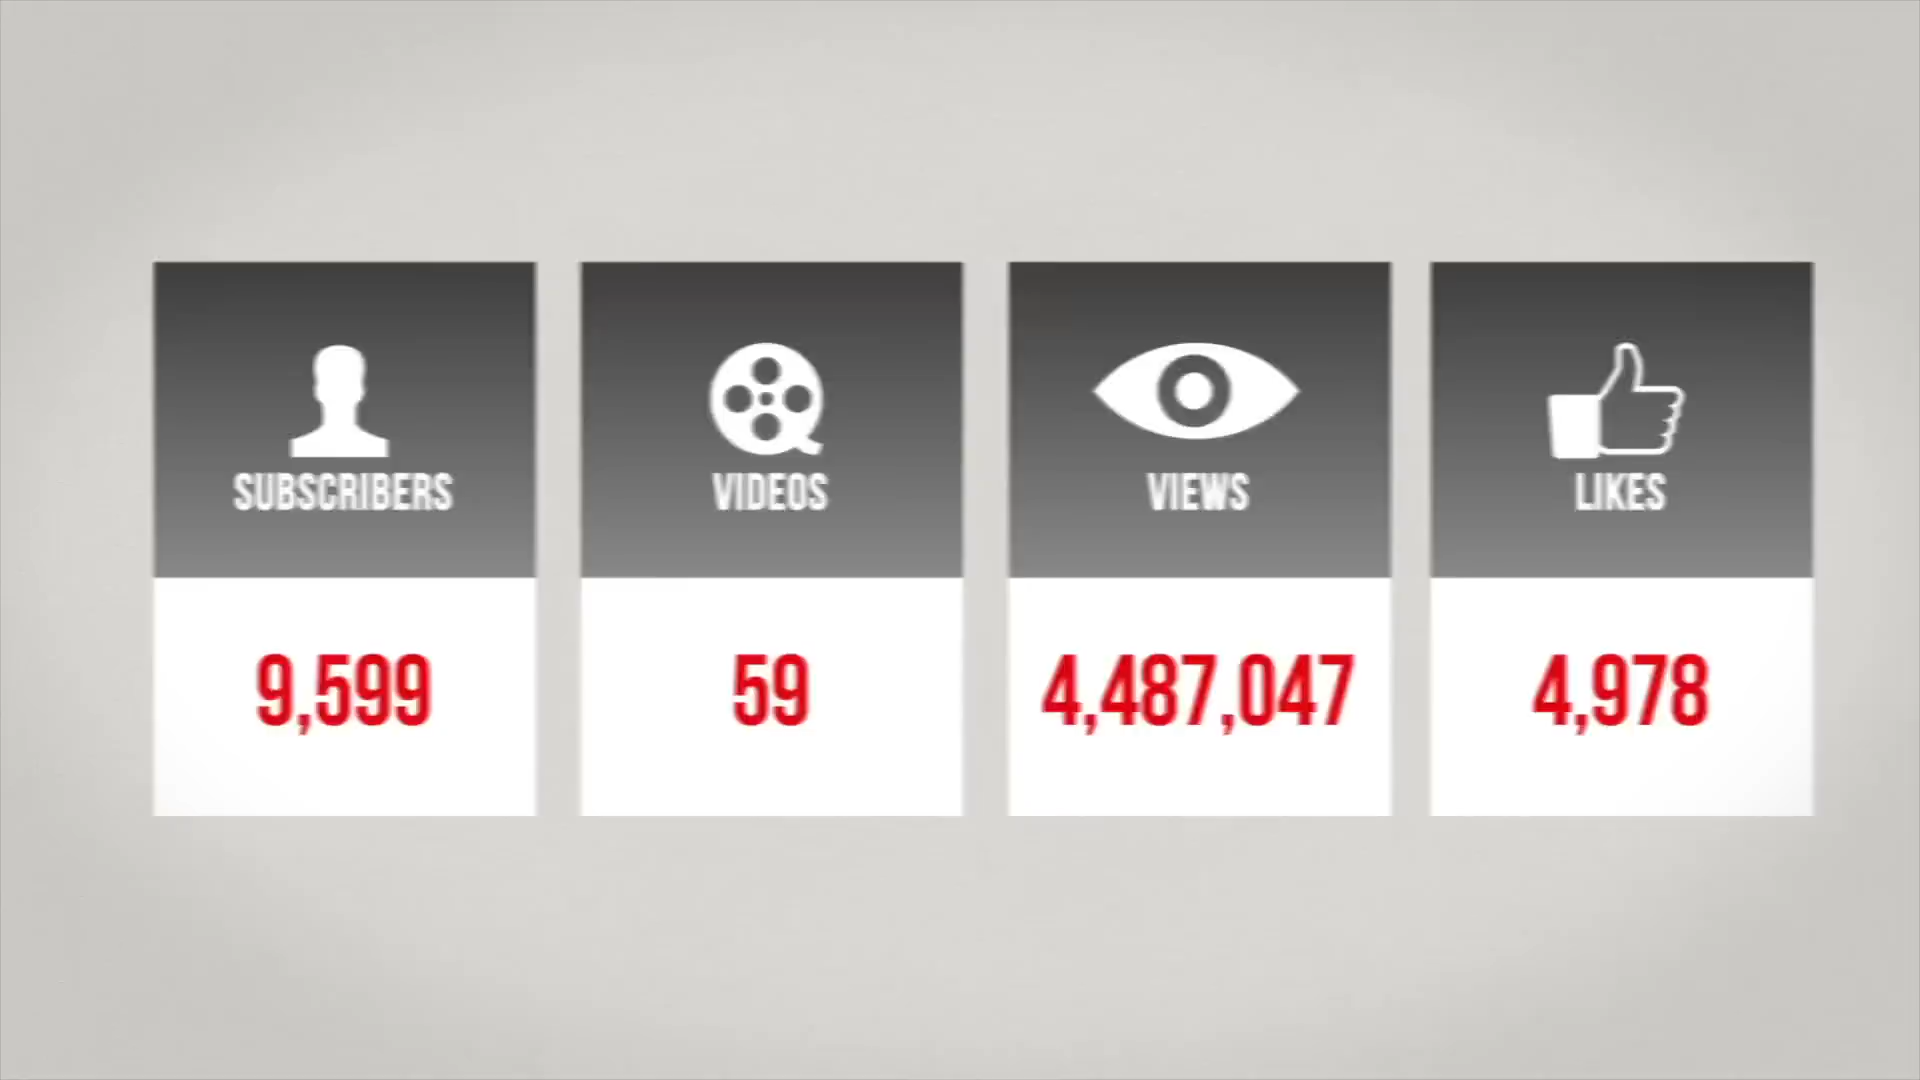 SUBSCRIBERS
VIDEOS
VIEWS
LIKES
9,599
59
4,487,047
4,978